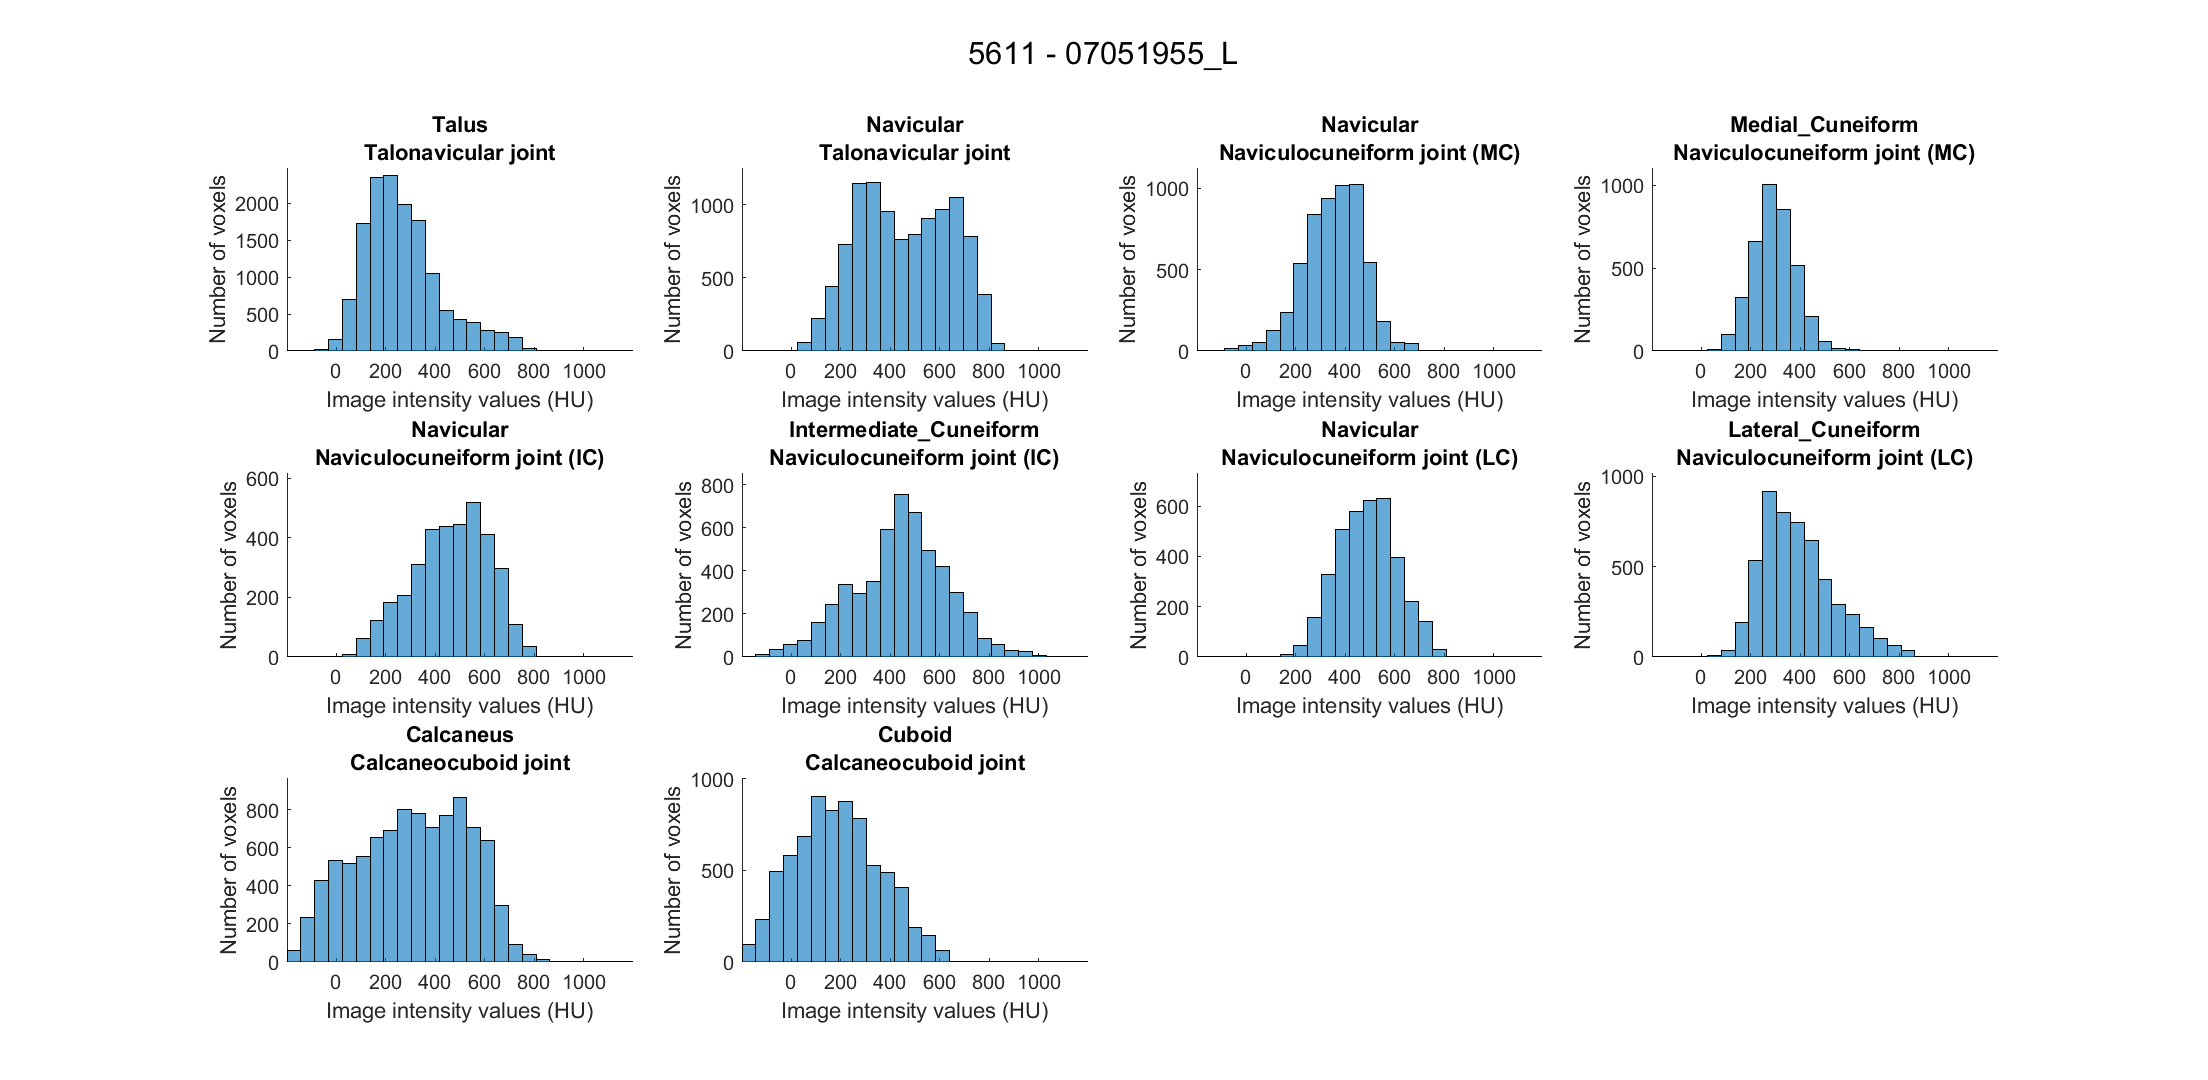 5611 - 07051955_L
Talus
Talonavicular joint
Number of voxels
2000
1500
1000
500
0
0 200 400 600 800 1000
Image intensity values (HU)
Navicular
Talonavicular joint
Number of voxels
1000
500
0
0 200 400 600 800 1000
Image intensity values (HU)
Navicular
Naviculocuneiform joint (MC)
Number of voxels
1000
500
0
0 200 400 600 800 1000
Image intensity values (HU)
Medial_Cuneiform
Naviculocuneiform joint (MC)
Number of voxels
1000
500
0
0 200 400 600 800 1000
Image intensity values (HU)
Navicular
Naviculocuneiform joint (IC)
Number of voxels
600
400
200
0
0 200 400 600 800 1000
Image intensity values (HU)
Intermediate_Cuneiform
Naviculocuneiform joint (IC)
Number of voxels
800
600
400
200
0
0 200 400 600 800 1000
Image intensity values (HU)
Navicular
Naviculocuneiform joint (LC)
Number of voxels
600
400
200
0
0 200 400 600 800 1000
Image intensity values (HU)
Lateral_Cuneiform
Naviculocuneiform joint (LC)
Number of voxels
1000
500
0
0 200 400 600 800 1000
Image intensity values (HU)
Calcaneus
Calcaneocuboid joint
Number of voxels
800
600
400
200
0
0 200 400 600 800 1000
Image intensity values (HU)
Cuboid
Calcaneocuboid joint
Number of voxels
1000
500
0
0 200 400 600 800 1000
Image intensity values (HU)